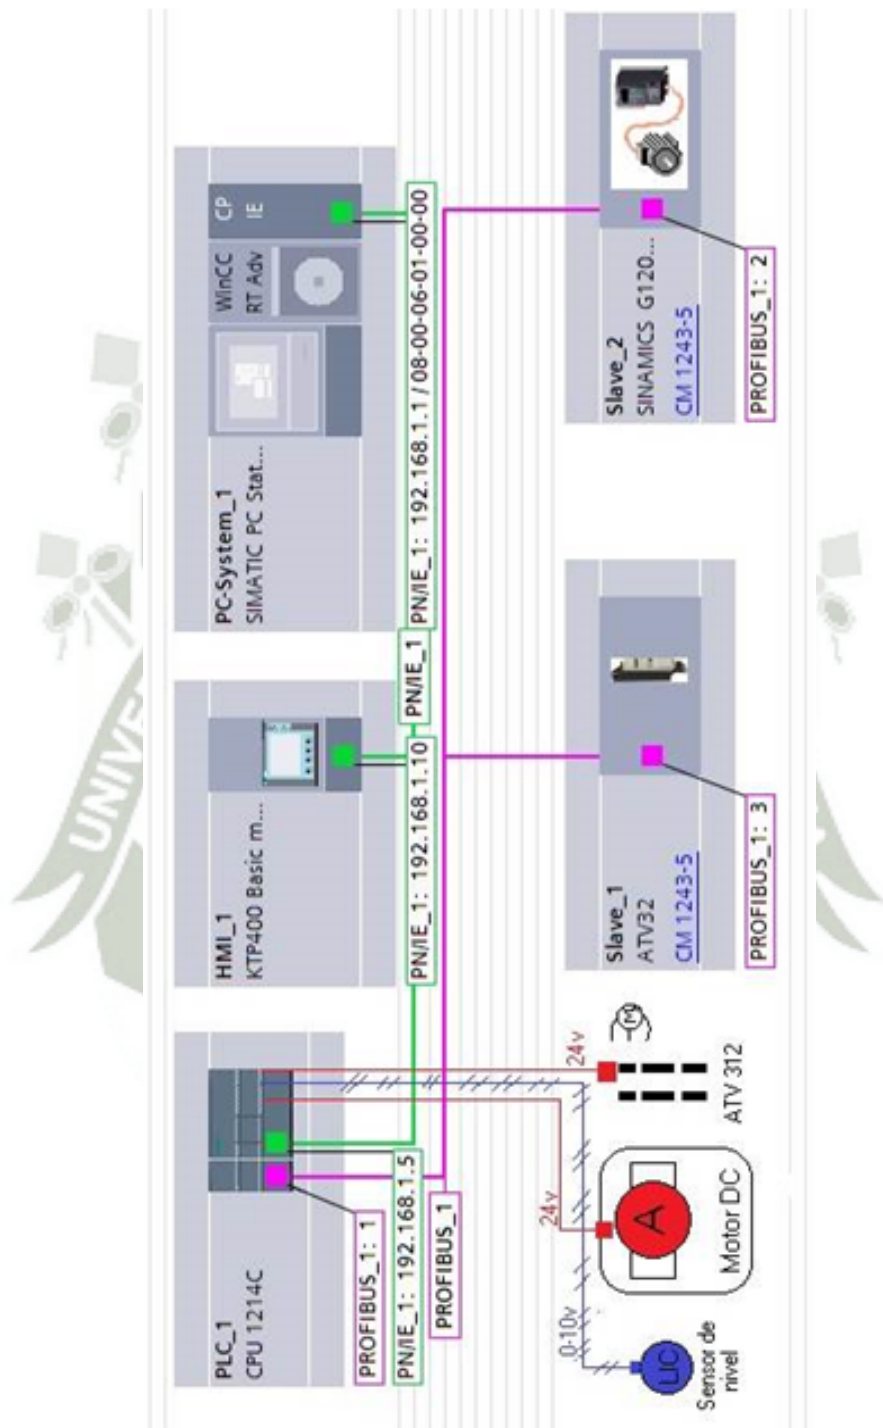 PLC_1
CPU 1214C
PROFIBUS_1: 1
PN/IE_1: 192.168.1.5
PROFIBUS_1
HMI_1
KTP400 Basic m...
PN/IE_1: 192.168.1.10
PN/IE_1
PC-System_1
SIMATIC PC Stat...
WinCC
RT Adv
CP
IE
PN/IE_1: 192.168.1.1 / 08-00-06-01-00-00
0-10v
LIC
Sensor de
nivel
24v
A
Motor DC
24v
M
ATV 312
Slave_1
ATV32
CM 1243-5
PROFIBUS_1: 3
Slave_2
SINAMICS G120...
CM 1243-5
PROFIBUS_1: 2
UNIVE